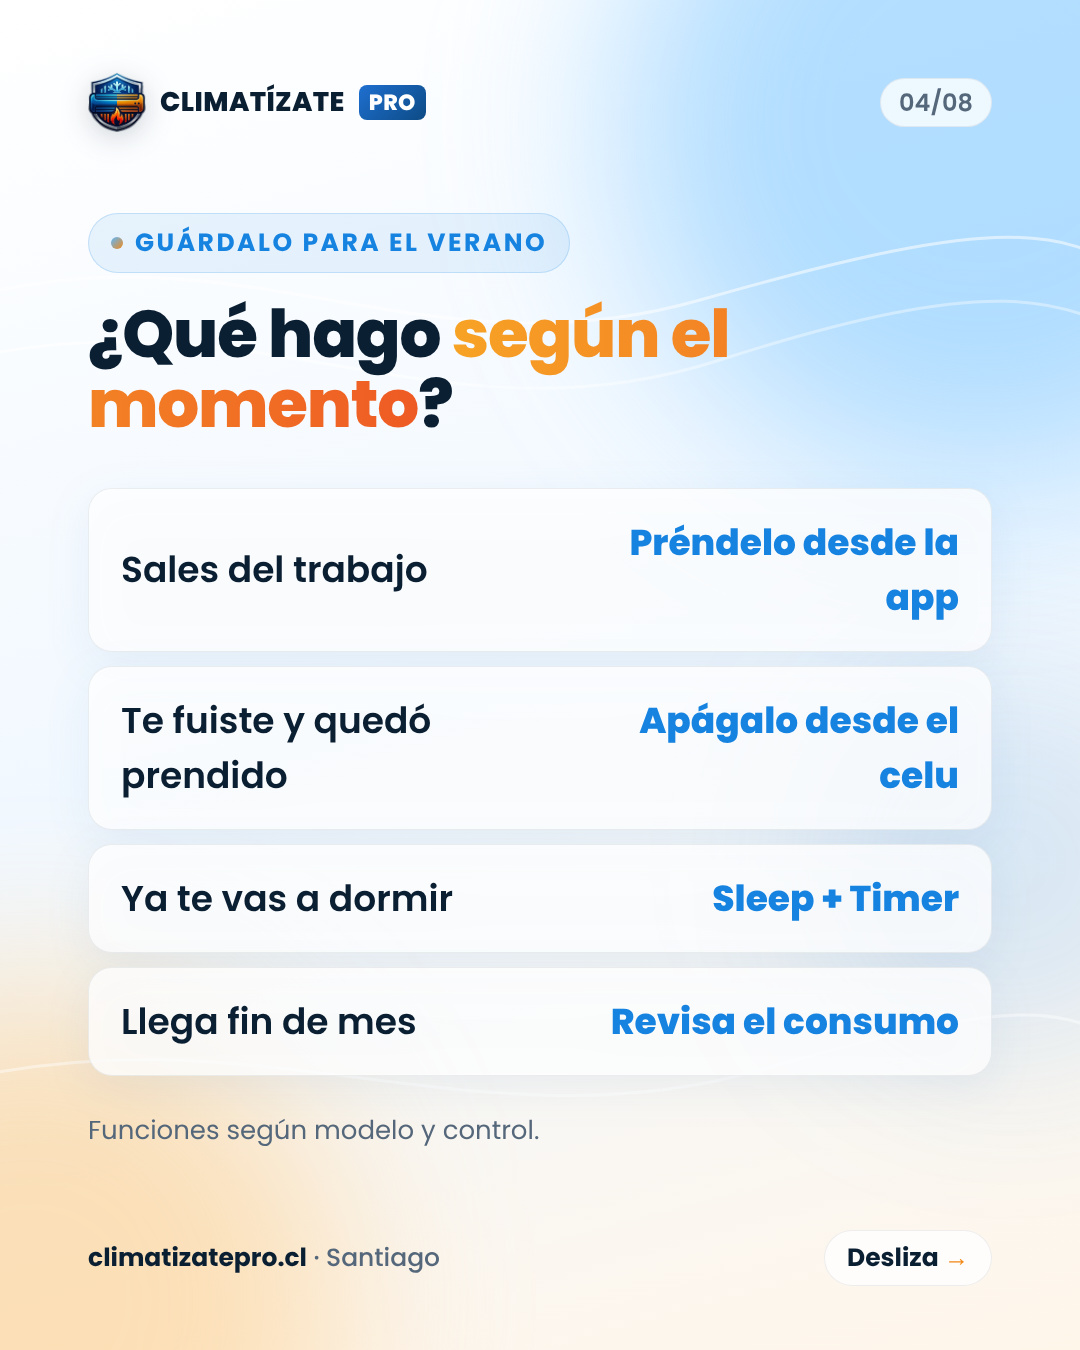 CLIMATÍZATE PRO
04/08
GUÁRDALO PARA EL VERANO
¿Qué hago según el
momento?
Sales del trabajo
Préndelo desde la
app
Te fuiste y quedó
prendido
Apágalo desde el
celu
Ya te vas a dormir
Sleep + Timer
Llega fin de mes
Revisa el consumo
Funciones según modelo y control.
climatizatepro.cl · Santiago
Desliza →